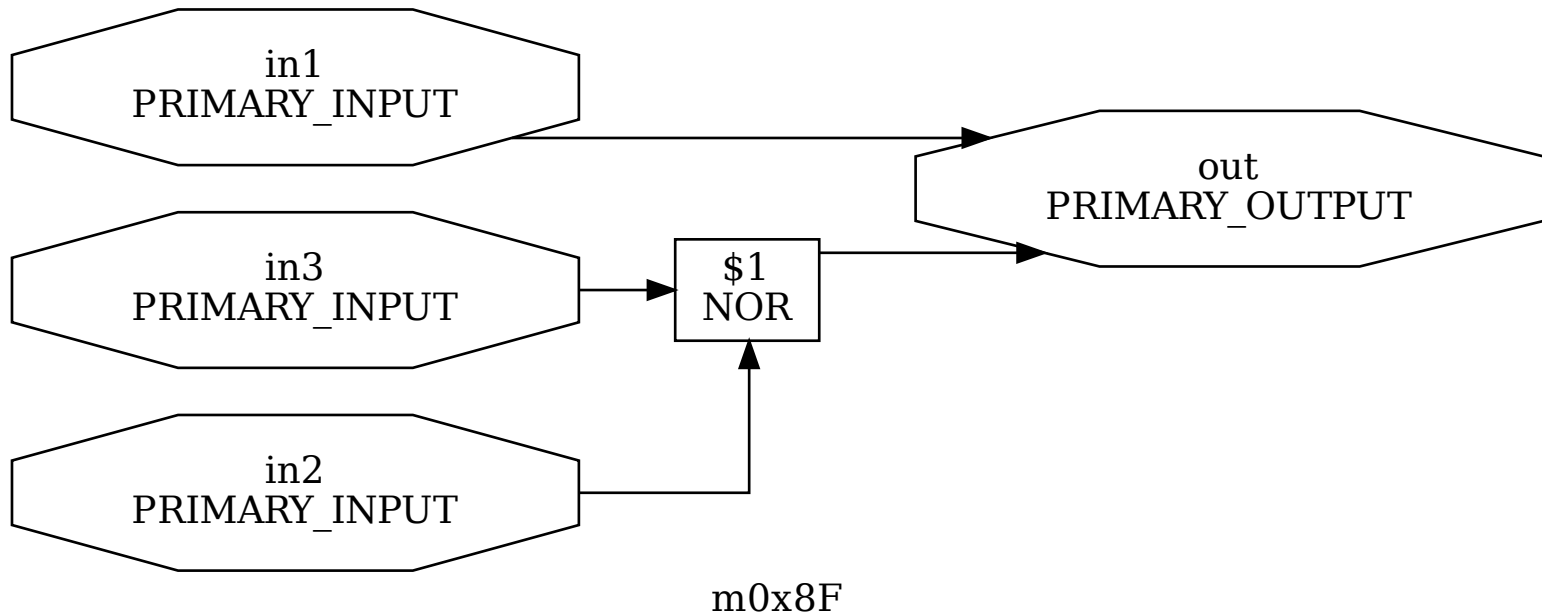 in1
PRIMARY_INPUT
out
PRIMARY_OUTPUT
in3
PRIMARY_INPUT
$1
NOR
in2
PRIMARY_INPUT
m0x8F